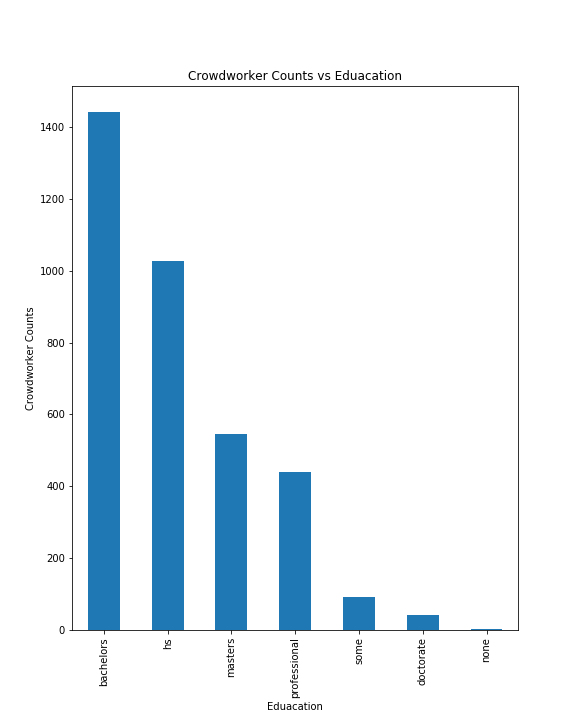 Crowdworker Counts vs Eduacation
1400
1200
1000
800
600
400
200
0
Crowdworker Counts
bachelors
hs
masters
professional
some
doctorate
none
Eduacation